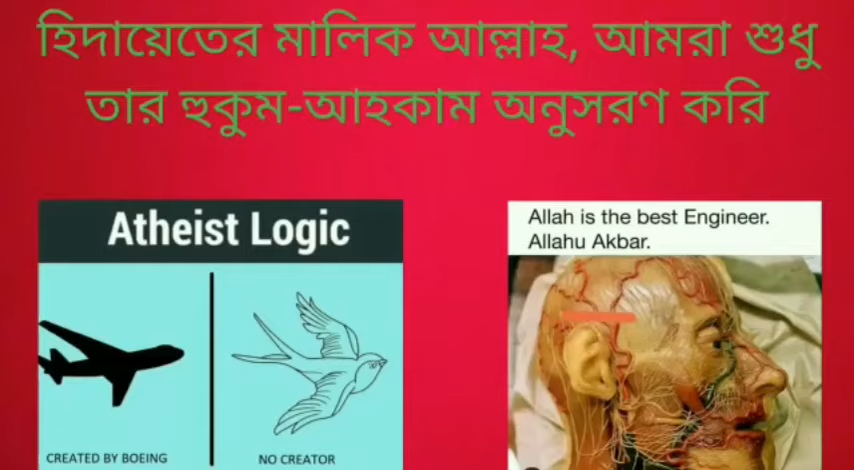 হিদায়েতের মালিক আল্লাহ, আমরা শুধু
তার হুকুম-আহকাম অনুসরণ করি
Atheist Logic
CREATED BY BOEING
NO CREATOR
Allah is the best Engineer.
Allahu Akbar.